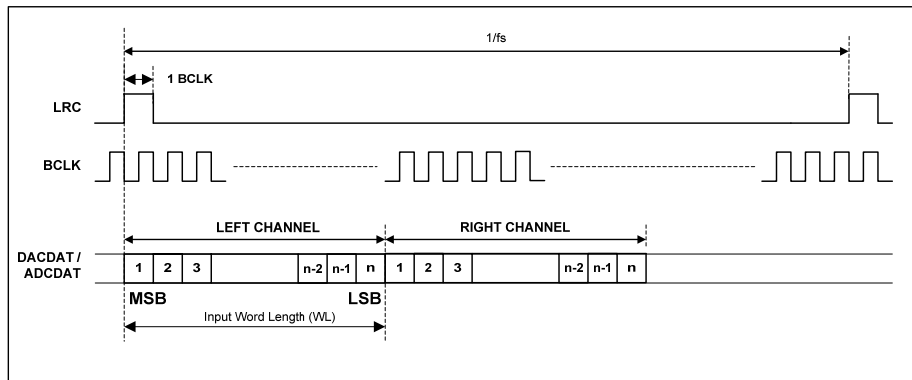 1/fs
1 BCLK
LRC
BCLK
LEFT CHANNEL RIGHT CHANNEL
DACDAT /
ADCDAT
1 2 3 n-2 n-1 n 1 2 3 n-2 n-1 n
MSB LSB
Input Word Length (WL)